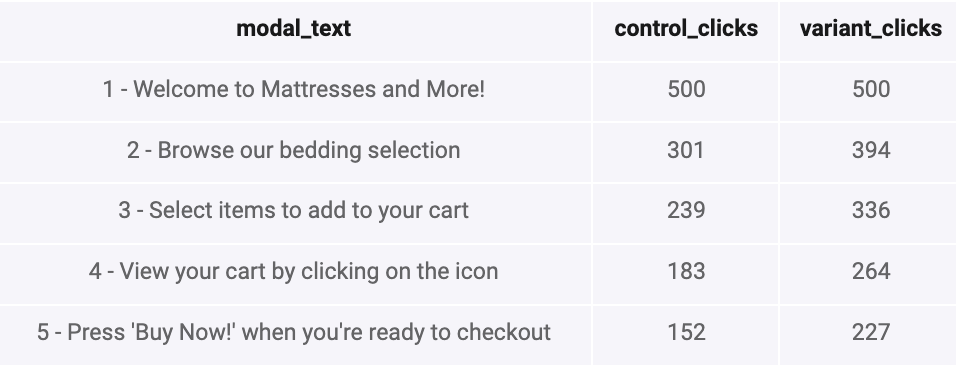 modal_text control_clicks variant_clicks
1 - Welcome to Mattresses and More! 500 500
2 - Browse our bedding selection 301 394
3 - Select items to add to your cart 239 336
4 - View your cart by clicking on the icon 183 264
5 - Press 'Buy Now!' when you're ready to checkout 152 227